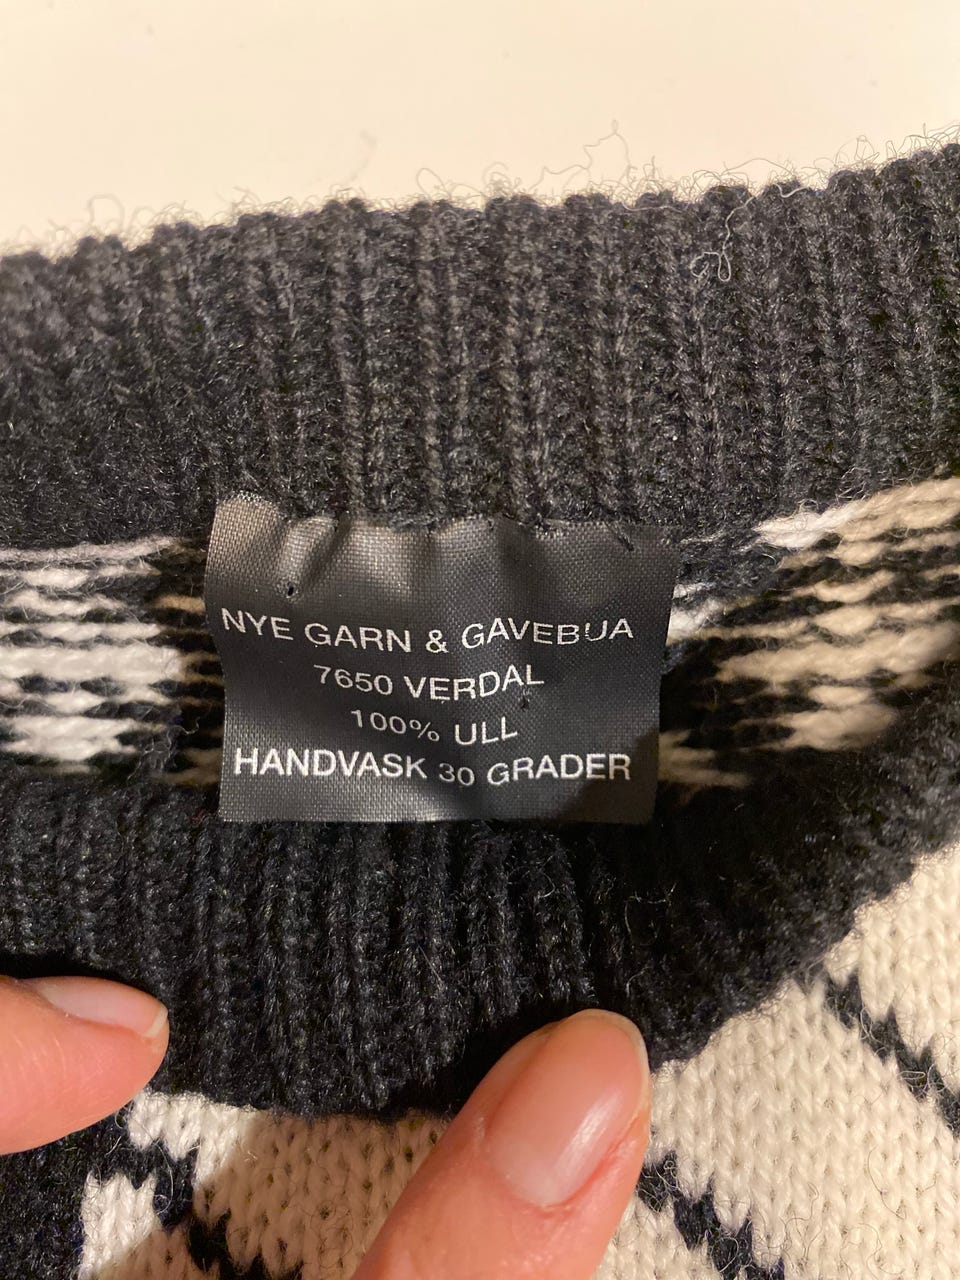 NYE GARN & GAVEBUA
7650 VERDAL
100% ULL
HANDVASK 30 GRADER